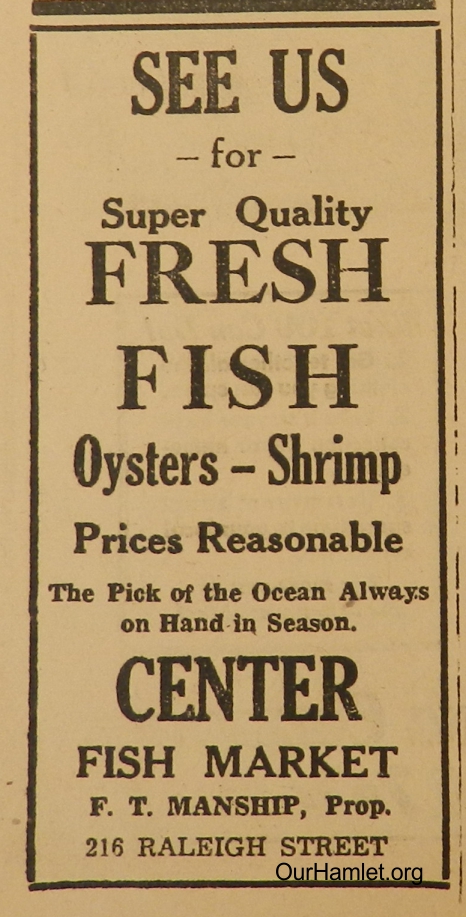 SEE US
– for –
Super Quality
FRESH
FISH
Oysters – Shrimp
Prices Reasonable
The Pick of the Ocean Always
on Hand in Season.
CENTER
FISH MARKET
F. T. MANSHIP, Prop.
216 RALEIGH STREET
OurHamlet.org